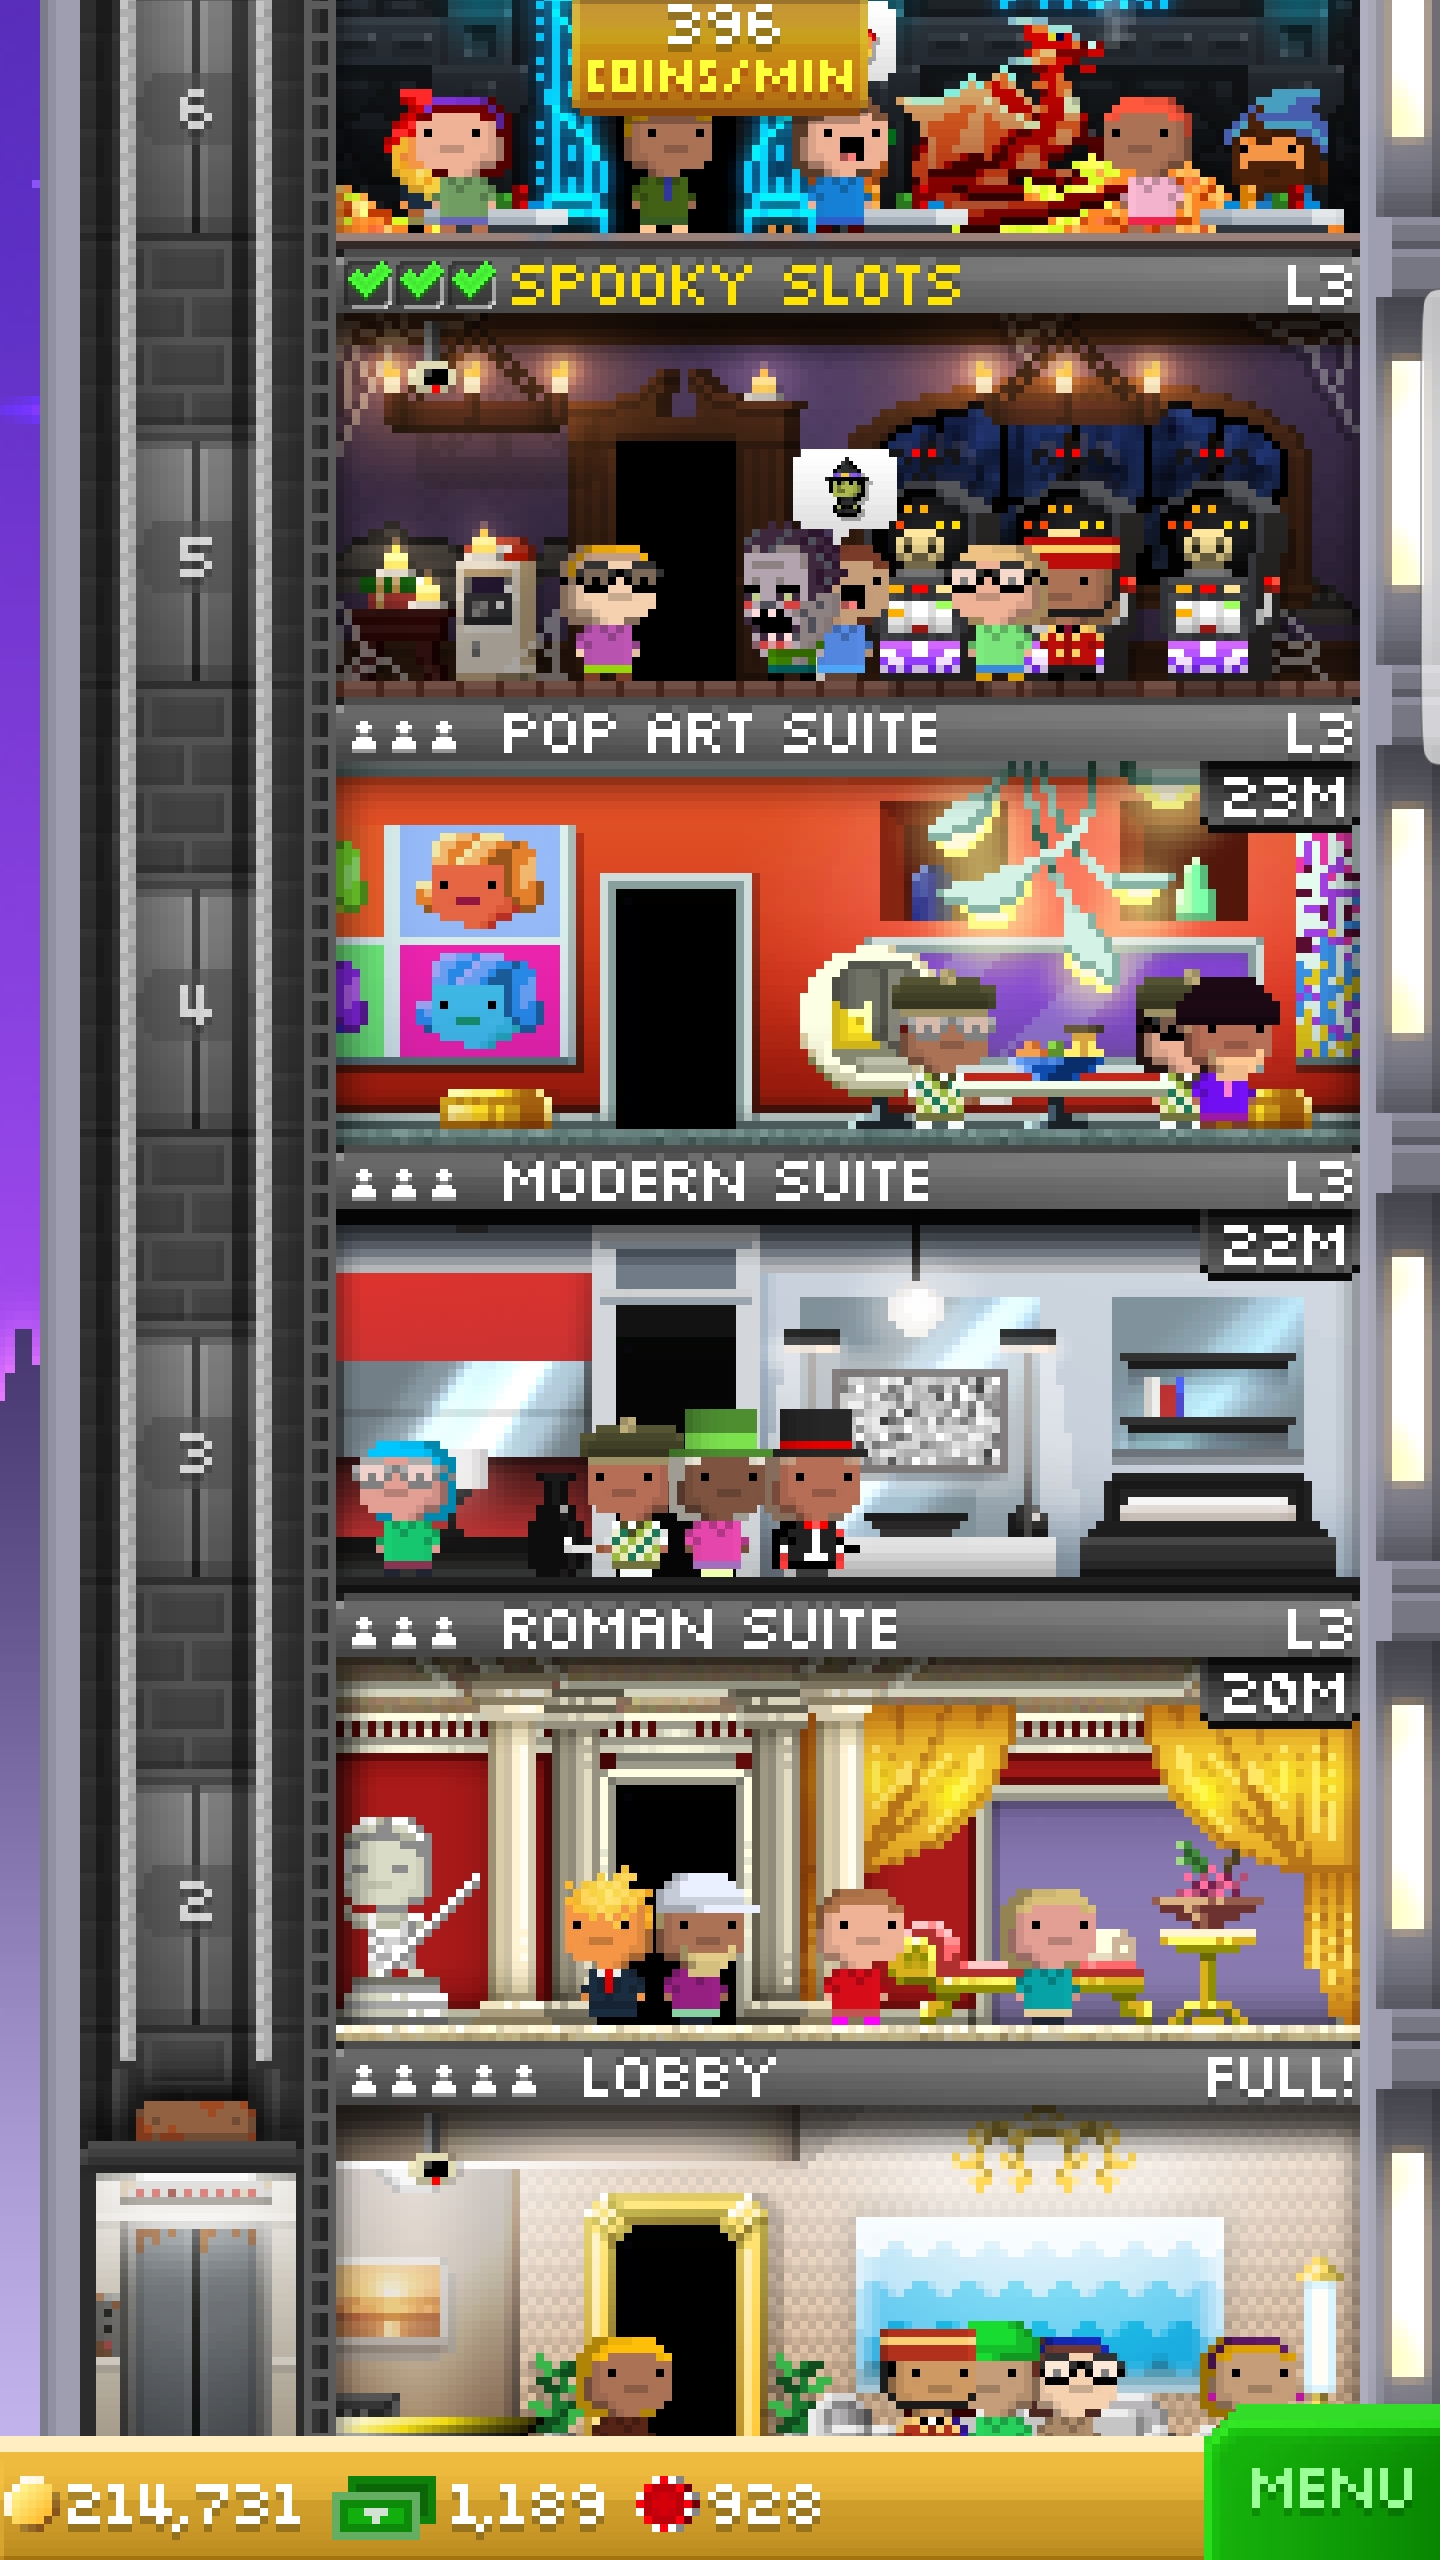 396
COINS/MIN
6
SPOOKY SLOTS L3
5
POP ART SUITE L3
23M
4
MODERN SUITE L3
22M
3
ROMAN SUITE L3
20M
2
LOBBY FULL!
214,731 1,189 928 MENU